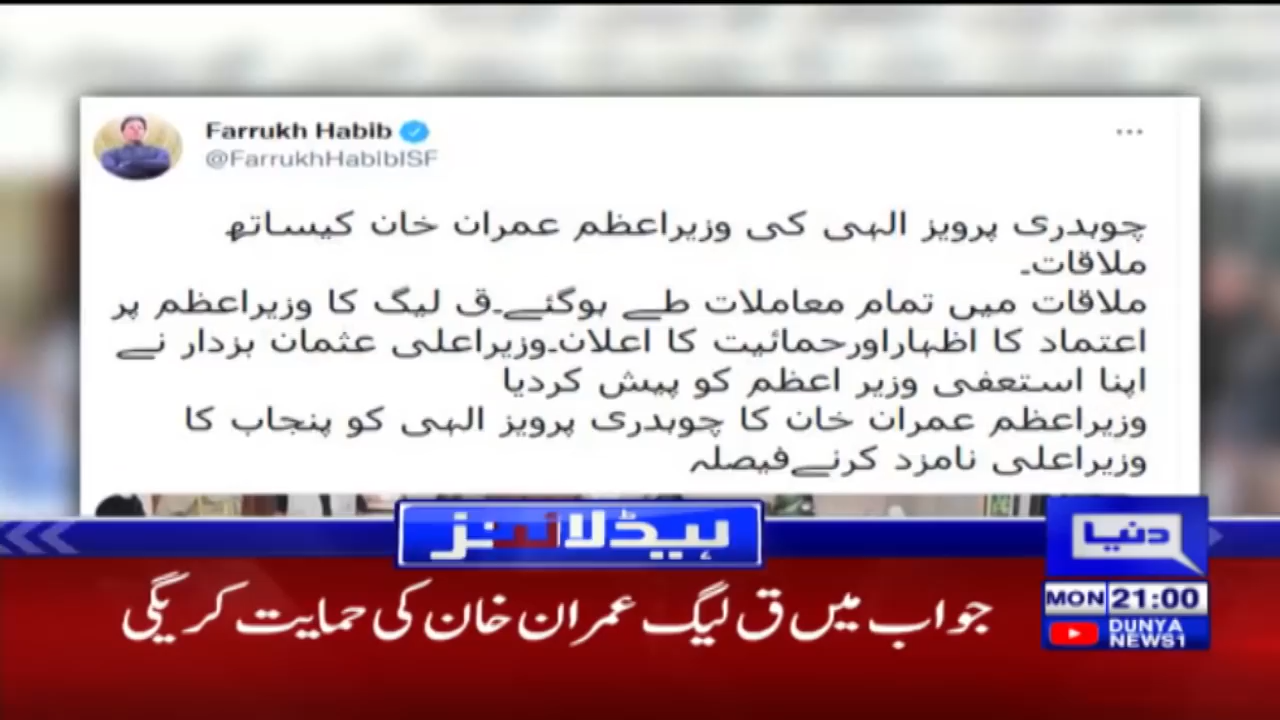 Farrukh Habib
@FarrukhHabibISF
چوہدری پرویز الہی کی وزیراعظم عمران خان کیساتھ
ملاقات۔
ملاقات میں تمام معاملات طے ہوگئے۔ق لیگ کا وزیراعظم پر
اعتماد کا اظہاراورحمائیت کا اعلان۔وزیراعلی عثمان بزدار نے
اپنا استعفی وزیر اعظم کو پیش کردیا
وزیراعظم عمران خان کا چوہدری پرویز الہی کو پنجاب کا
وزیراعلی نامزد کرنےفیصلہ
ہیڈلائنز
دنیا
جواب میں ق لیگ عمران خان کی حمایت کریگی
MON 21:00
DUNYA
NEWS1